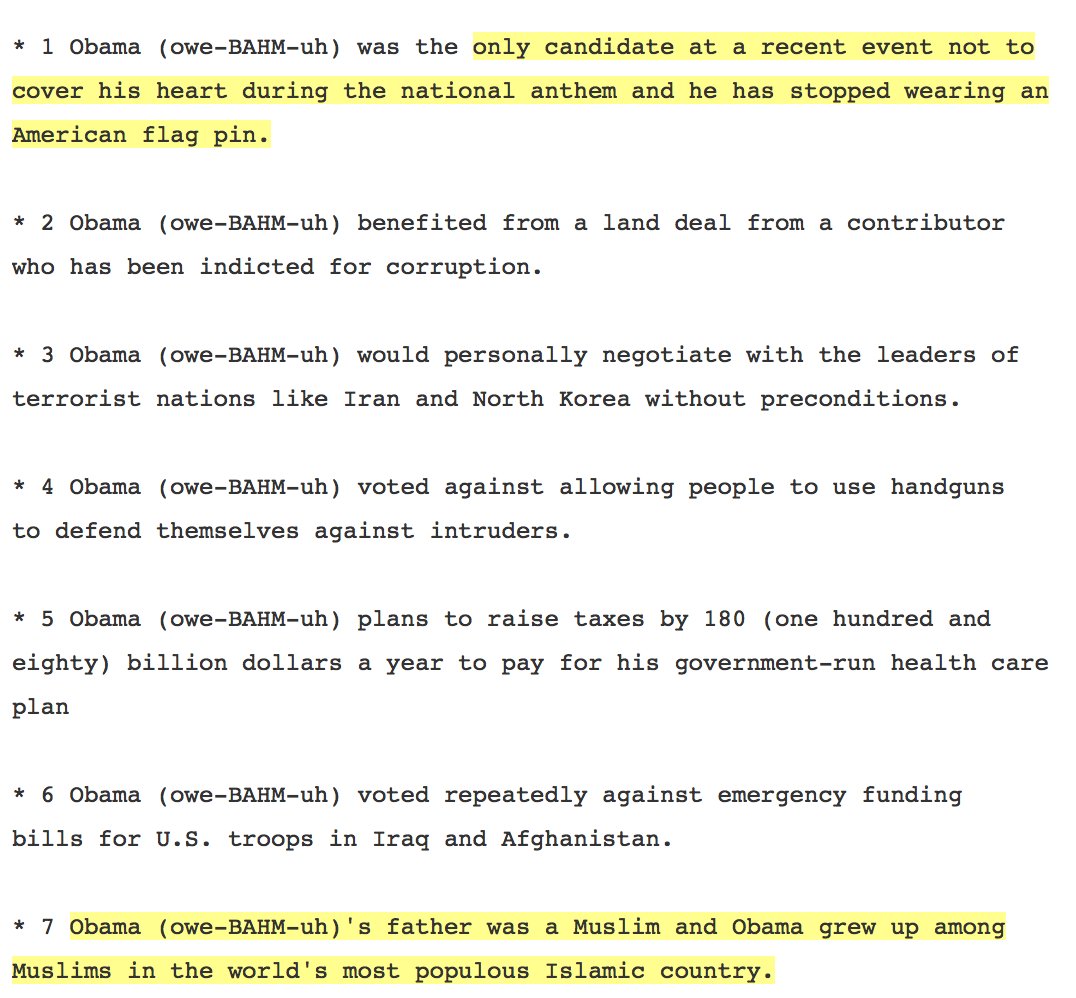 * 1 Obama (owe-BAHM-uh) was the only candidate at a recent event not to
cover his heart during the national anthem and he has stopped wearing an
American flag pin.
* 2 Obama (owe-BAHM-uh) benefited from a land deal from a contributor
who has been indicted for corruption.
* 3 Obama (owe-BAHM-uh) would personally negotiate with the leaders of
terrorist nations like Iran and North Korea without preconditions.
* 4 Obama (owe-BAHM-uh) voted against allowing people to use handguns
to defend themselves against intruders.
* 5 Obama (owe-BAHM-uh) plans to raise taxes by 180 (one hundred and
eighty) billion dollars a year to pay for his government-run health care
plan
* 6 Obama (owe-BAHM-uh) voted repeatedly against emergency funding
bills for U.S. troops in Iraq and Afghanistan.
* 7 Obama (owe-BAHM-uh)'s father was a Muslim and Obama grew up among
Muslims in the world's most populous Islamic country.